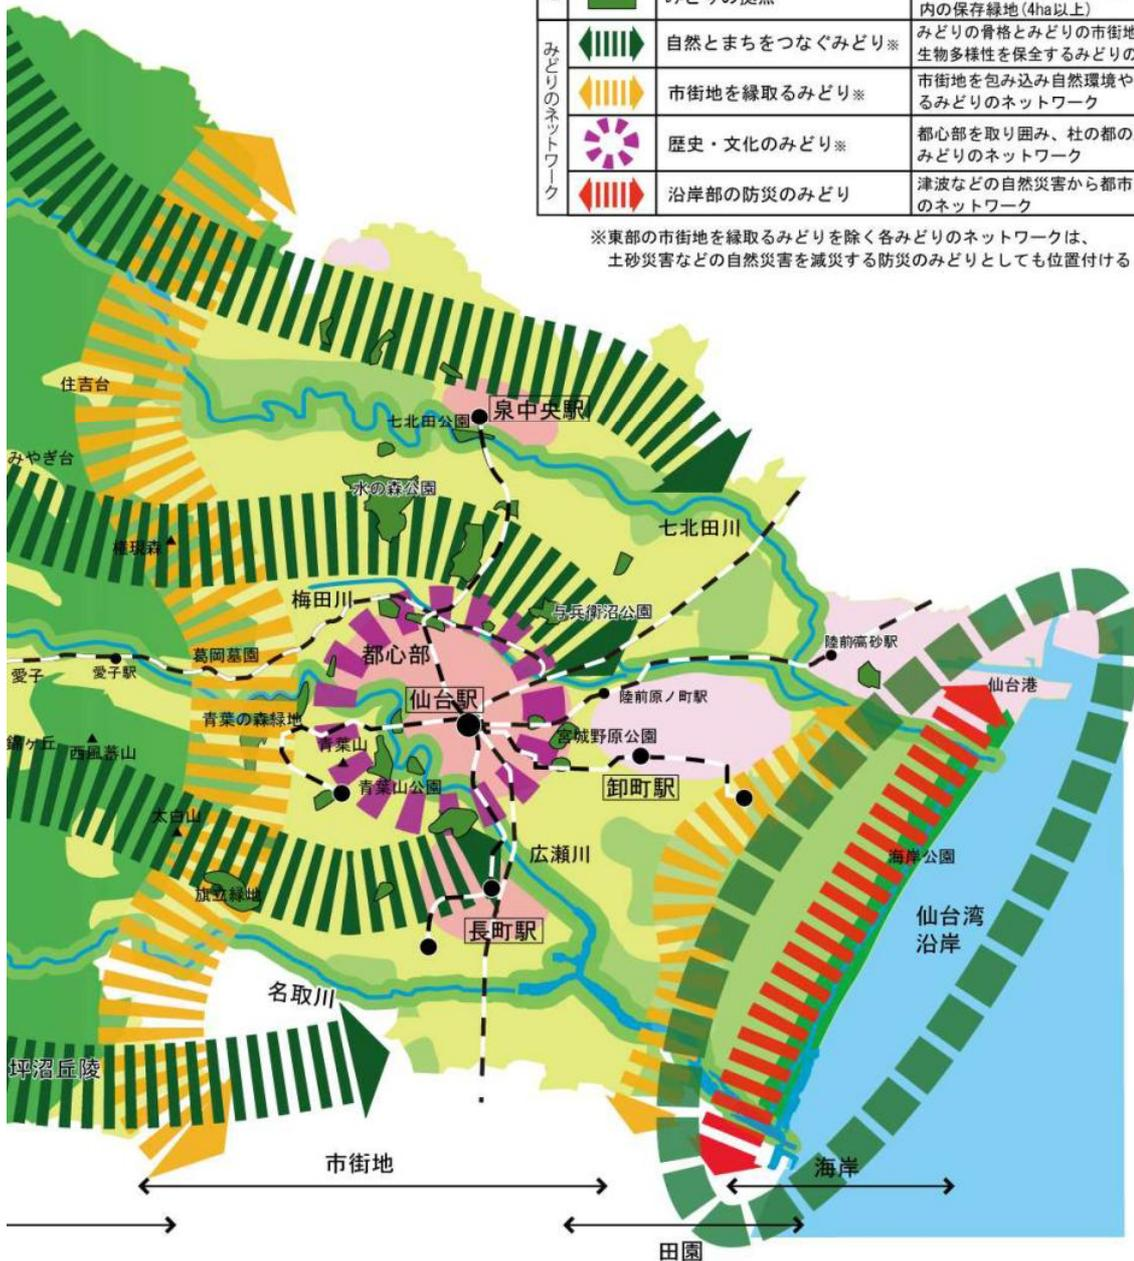 みどりの拠点
内の保存緑地(4ha以上)
みどりのネットワーク
自然とまちをつなぐみどり※
みどりの骨格とみどりの市街地
生物多様性を保全するみどりの
市街地を縁取るみどり※
市街地を包み込み自然環境や
るみどりのネットワーク
歴史・文化のみどり※
都心部を取り囲み、杜の都の
みどりのネットワーク
沿岸部の防災のみどり
津波などの自然災害から都市
のネットワーク
※東部の市街地を縁取るみどりを除く各みどりのネットワークは、
土砂災害などの自然災害を減災する防災のみどりとしても位置付ける
住吉台
七北田公園
泉中央駅
みやぎ台
水の森公園
七北田川
権現森
梅田川
与兵衛沼公園
都心部
陸前高砂駅
葛岡墓園
愛子
愛子駅
仙台駅
陸前原ノ町駅
仙台港
青葉の森緑地
錦ヶ丘
西風蕃山
青葉山
宮城野原公園
青葉山公園
卸町駅
太白山
広瀬川
海岸公園
旗立緑地
長町駅
仙台湾
沿岸
名取川
坪沼丘陵
市街地
海岸
田園